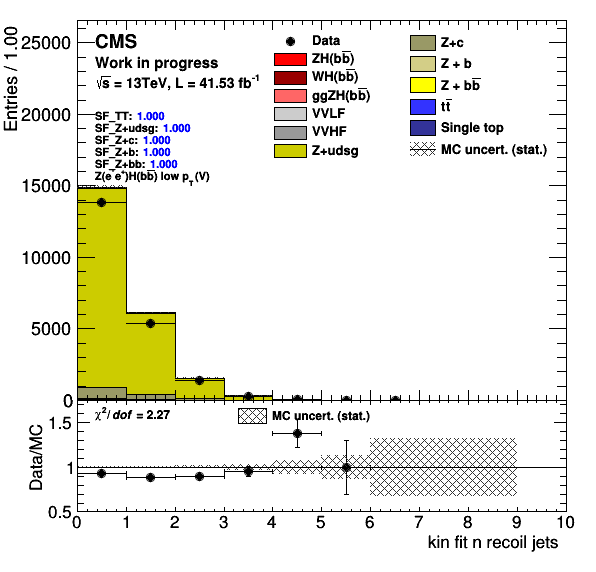 CMS
Work in progress
√s = 13TeV, L = 41.53 fb⁻¹
SF_TT: 1.000
SF_Z+udsg: 1.000
SF_Z+c: 1.000
SF_Z+b: 1.000
SF_Z+bb: 1.000
Z(e⁻e⁺)H(bb̅) low p_T(V)
Data
ZH(bb̅)
WH(bb̅)
ggZH(bb̅)
VVLF
VVHF
Z+udsg
Z+c
Z + b
Z + bb̅
tt̅
Single top
MC uncert. (stat.)
Entries / 1.00
25000
20000
15000
10000
5000
0
χ²/dof = 2.27
MC uncert. (stat.)
Data/MC
1.5
1
0.5
0 1 2 3 4 5 6 7 8 9 10
kin fit n recoil jets